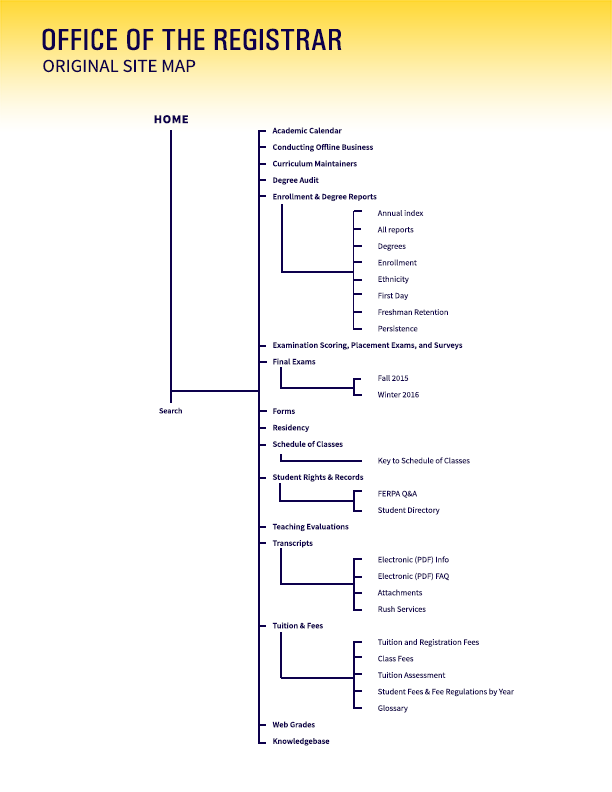 OFFICE OF THE REGISTRAR
ORIGINAL SITE MAP
HOME
Academic Calendar
Conducting Offline Business
Curriculum Maintainers
Degree Audit
Enrollment & Degree Reports
Annual index
All reports
Degrees
Enrollment
Ethnicity
First Day
Freshman Retention
Persistence
Examination Scoring, Placement Exams, and Surveys
Final Exams
Fall 2015
Winter 2016
Search
Forms
Residency
Schedule of Classes
Key to Schedule of Classes
Student Rights & Records
FERPA Q&A
Student Directory
Teaching Evaluations
Transcripts
Electronic (PDF) Info
Electronic (PDF) FAQ
Attachments
Rush Services
Tuition & Fees
Tuition and Registration Fees
Class Fees
Tuition Assessment
Student Fees & Fee Regulations by Year
Glossary
Web Grades
Knowledgebase